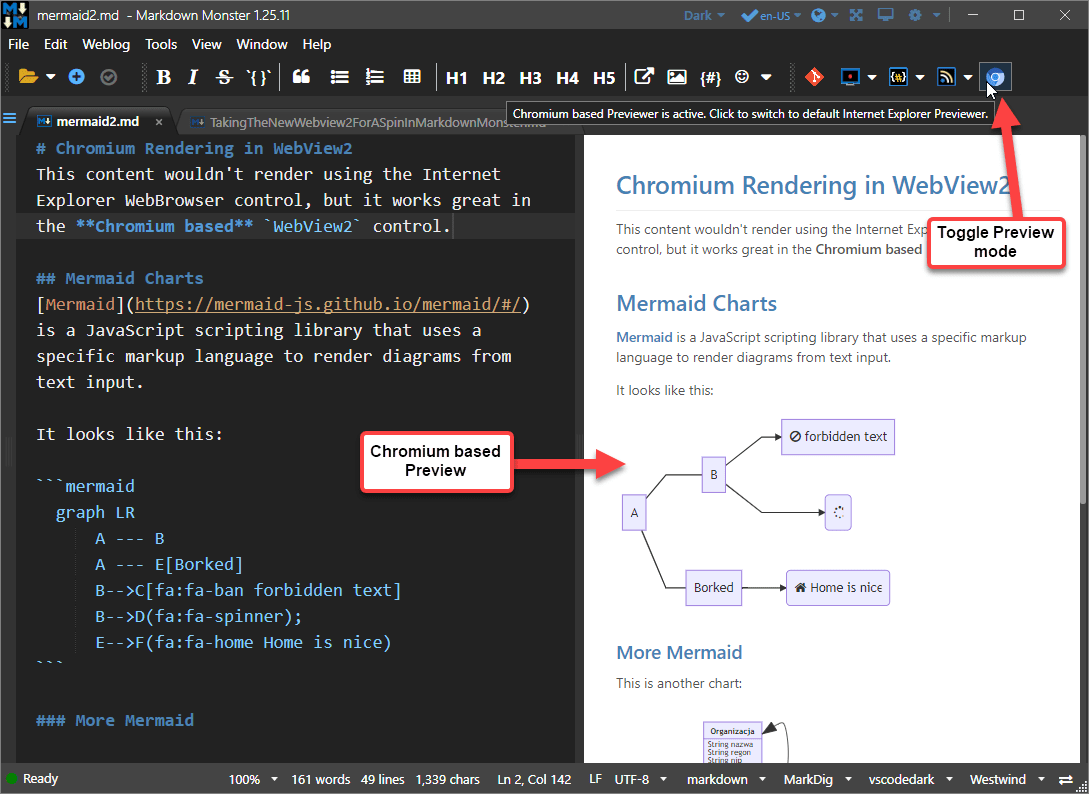 mermaid2.md - Markdown Monster 1.25.11
Dark
en-US
File Edit Weblog Tools View Window Help
B I S `{}` H1 H2 H3 H4 H5 {#} {#}
mermaid2.md ×
TakingTheNewWebview2ForASpinInMarkdownMonster.md
Chromium based Previewer is active. Click to switch to default Internet Explorer Previewer.
# Chromium Rendering in WebView2
This content wouldn't render using the Internet
Explorer WebBrowser control, but it works great in
the **Chromium based** `WebView2` control.
## Mermaid Charts
[Mermaid](https://mermaid-js.github.io/mermaid/#/)
is a JavaScript scripting library that uses a
specific markup language to render diagrams from
text input.
It looks like this:
```mermaid
graph LR
A --- B
A --- E[Borked]
B-->C[fa:fa-ban forbidden text]
B-->D(fa:fa-spinner);
E-->F(fa:fa-home Home is nice)
```
### More Mermaid
Chromium based
Preview
Chromium Rendering in WebView2
This content wouldn't render using the Internet Exp
control, but it works great in the Chromium based
Toggle Preview
mode
Mermaid Charts
Mermaid is a JavaScript scripting library that uses a specific markup
language to render diagrams from text input.
It looks like this:
forbidden text
B
A
Borked
Home is nice
More Mermaid
This is another chart:
Organizacja
String nazwa
String regon
String nip
Ready
100% 161 words 49 lines 1,339 chars Ln 2, Col 142 LF UTF-8 markdown MarkDig vscodedark Westwind